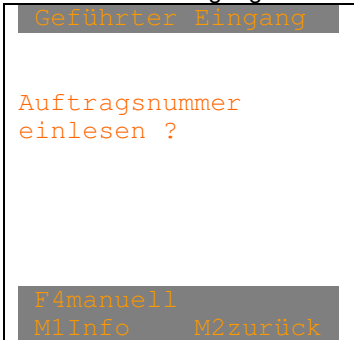 Geführter Eingang
Auftragsnummer
einlesen ?
F4manuell
M1Info M2zurück